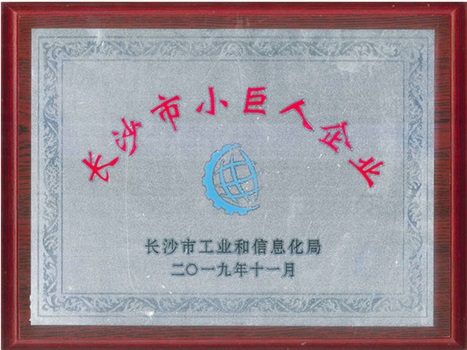 长沙市小巨人企业
长沙市工业和信息化局
二〇一九年十一月